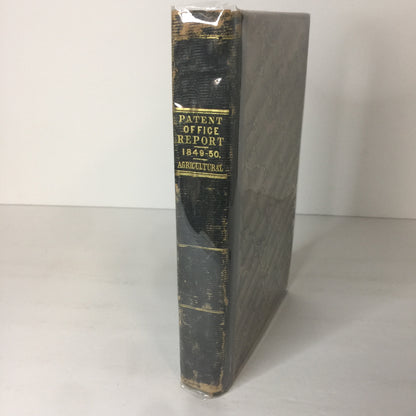 PATENT
OFFICE
REPORT
1849-50.
AGRICULTURAL